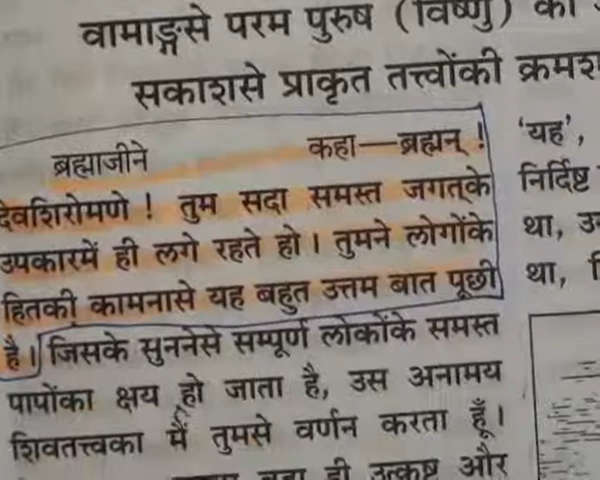 वामाङ्गसे परम पुरुष (विष्णु) का
सकाशसे प्राकृत तत्त्वोंकी क्रमश
ब्रह्माजीने कहा—ब्रह्मन् !
देवशिरोमणे ! तुम सदा समस्त जगत्‌के
उपकारमें ही लगे रहते हो। तुमने लोगोंके
हितकी कामनासे यह बहुत उत्तम बात पूछी
है। जिसके सुननेसे सम्पूर्ण लोकोंके समस्त
पापोंका क्षय हो जाता है, उस अनामय
शिवतत्त्वका मैं तुमसे वर्णन करता हूँ।
ही उत्कृष्ट और
‘यह’,
निर्दिष्ट
था,
था,